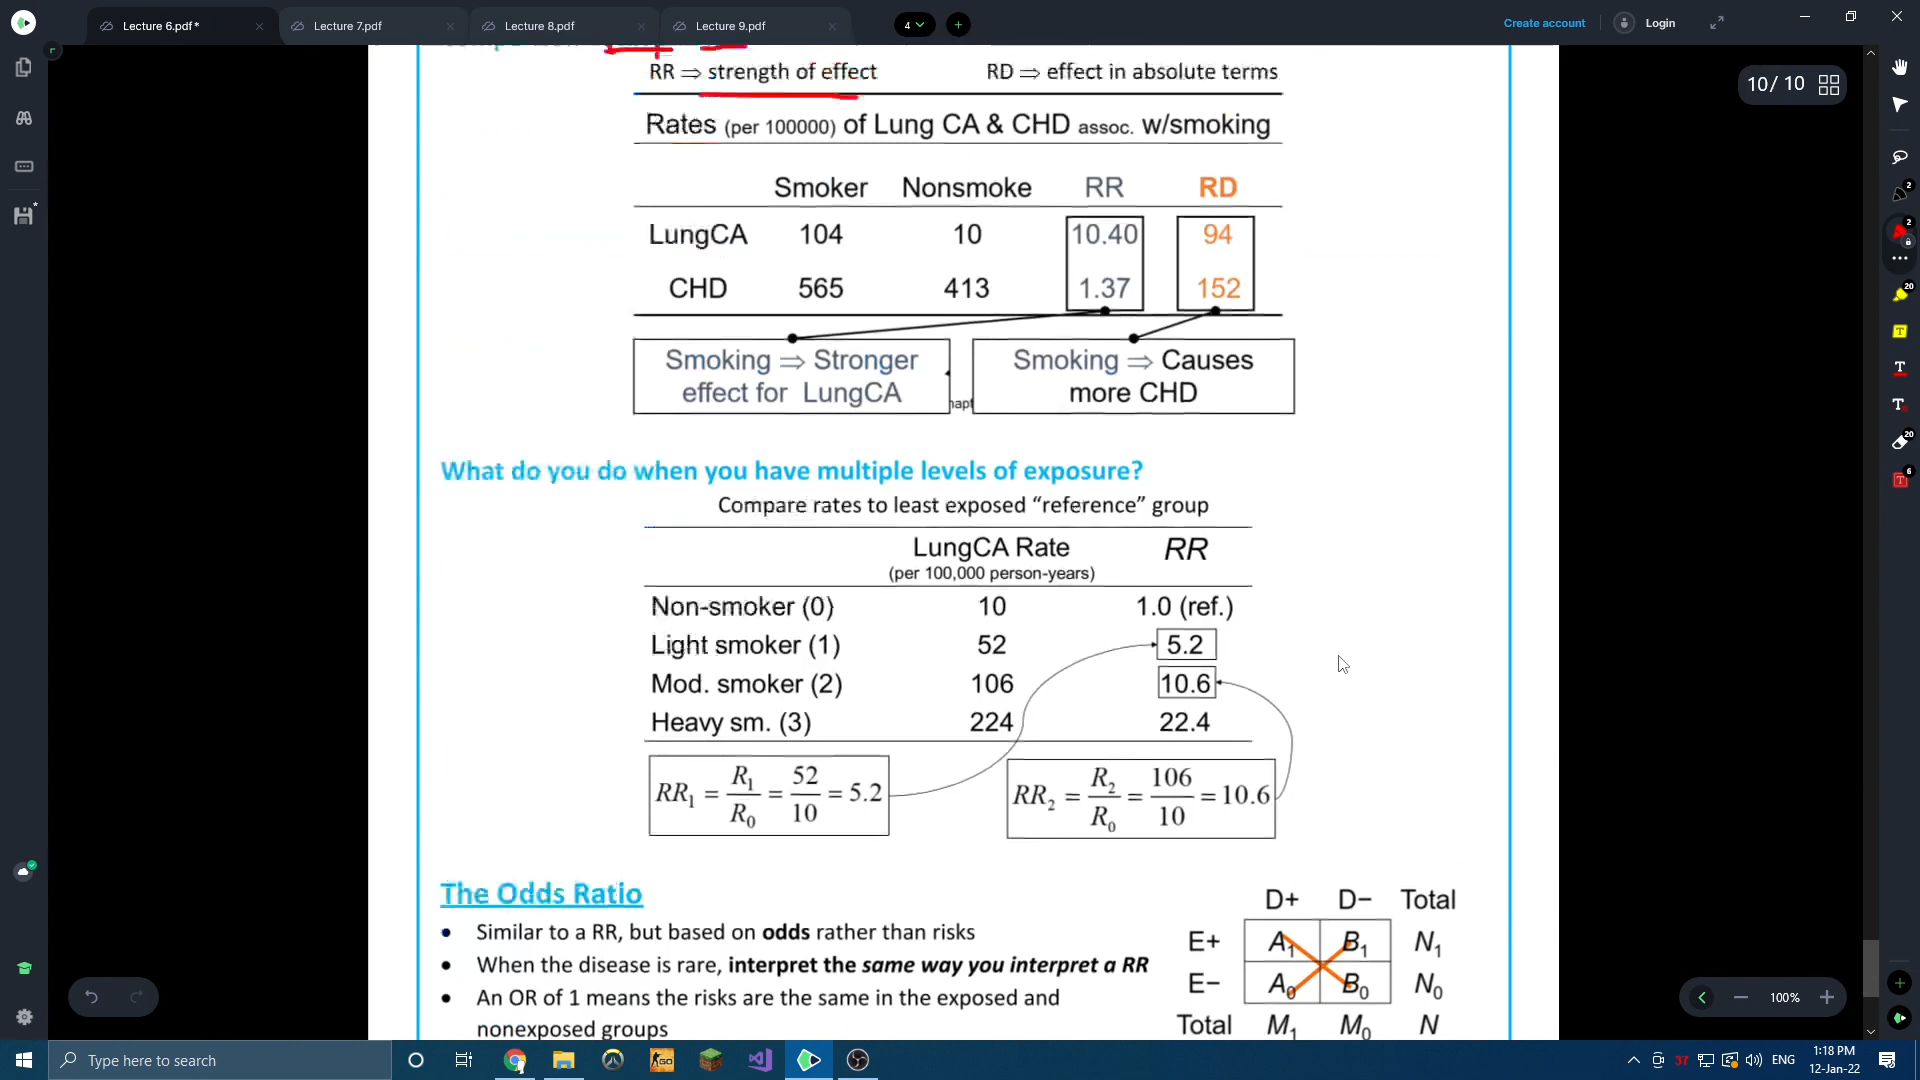 Lecture 6.pdf*
Lecture 7.pdf
Lecture 8.pdf
Lecture 9.pdf
4
Create account
Login
10/ 10
RR ⇒ strength of effect RD ⇒ effect in absolute terms
Rates (per 100000) of Lung CA & CHD assoc. w/smoking
Smoker Nonsmoke RR RD
LungCA 104 10 10.40 94
CHD 565 413 1.37 152
Smoking ⇒ Stronger
effect for LungCA
Smoking ⇒ Causes
more CHD
What do you do when you have multiple levels of exposure?
Compare rates to least exposed “reference” group
LungCA Rate RR
(per 100,000 person-years)
Non-smoker (0) 10 1.0 (ref.)
Light smoker (1) 52 5.2
Mod. smoker (2) 106 10.6
Heavy sm. (3) 224 22.4
RR₁ = R₁/R₀ = 52/10 = 5.2
RR₂ = R₂/R₀ = 106/10 = 10.6
The Odds Ratio
• Similar to a RR, but based on odds rather than risks
• When the disease is rare, interpret the same way you interpret a RR
• An OR of 1 means the risks are the same in the exposed and
nonexposed groups
D+ D− Total
E+ A₁ B₁ N₁
E− A₀ B₀ N₀
Total M₁ M₀ N
2
2
20
T
T
T
20
T 6
100%
Type here to search
GO
37
ENG
1:18 PM
12-Jan-22